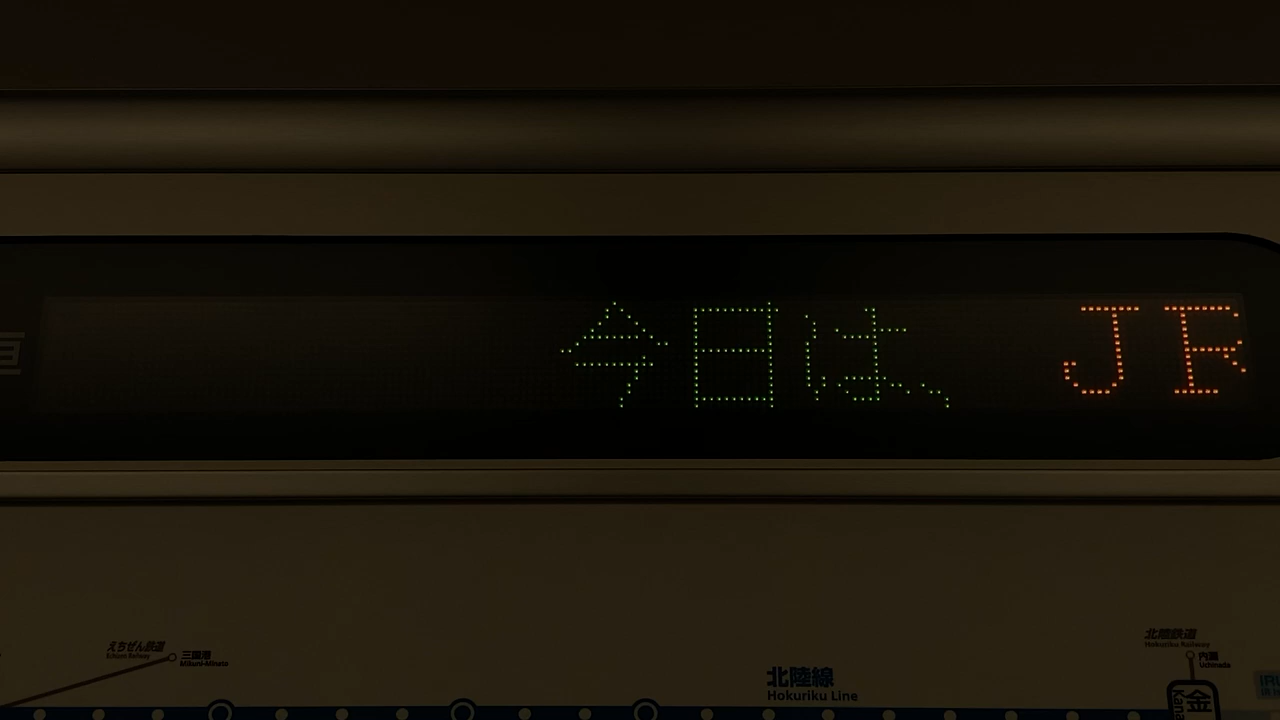 今日は、 JR
えちぜん鉄道
Echizen Railway
三国港
Mikuni-Minato
北陸線
Hokuriku Line
北陸鉄道
Hokuriku Railway
内灘
Uchinada
金